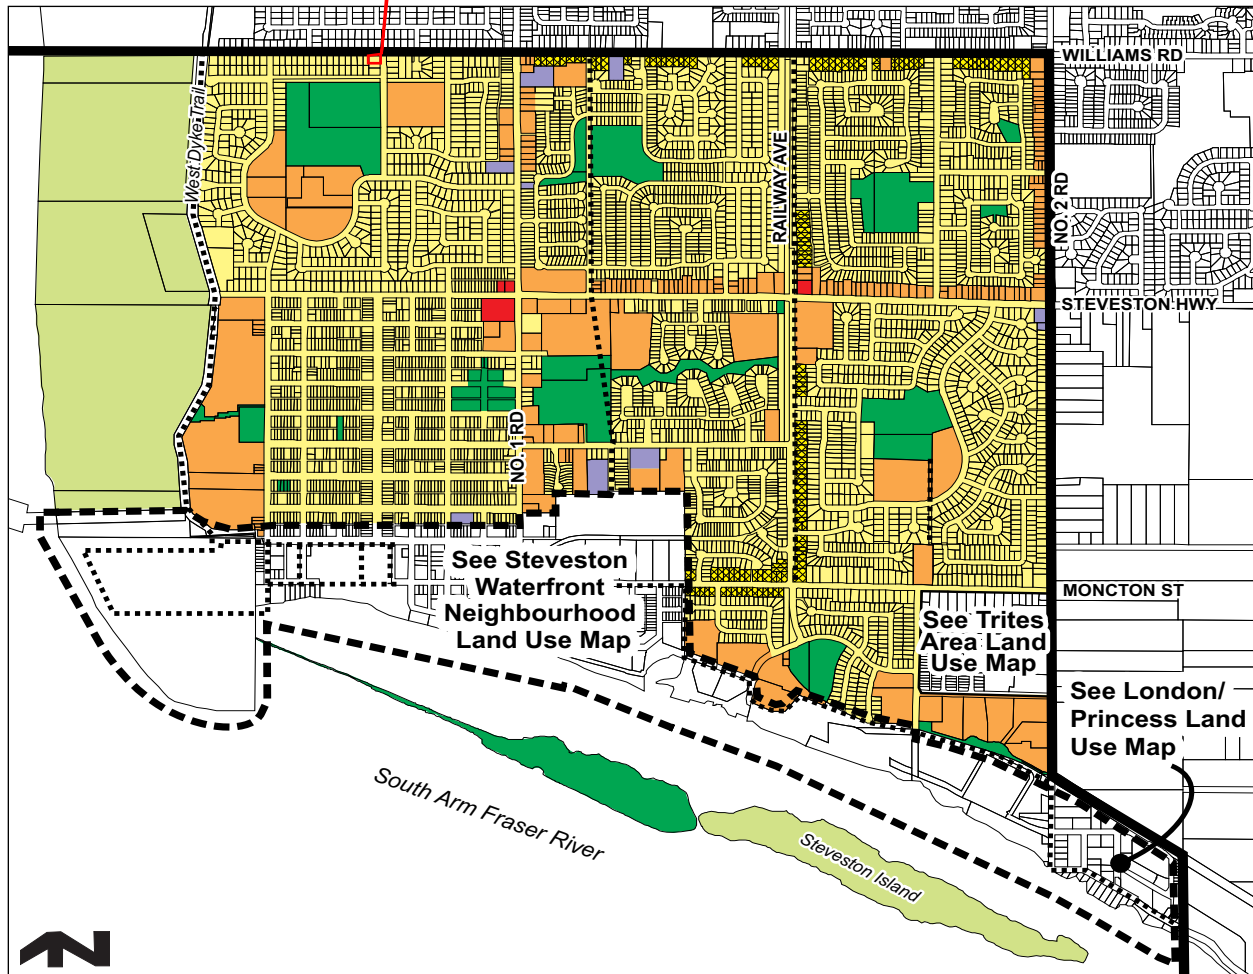 WILLIAMS RD
West Dyke Trail
RAILWAY AVE
NO. 2 RD
STEVESTON HWY
NO. 1 RD
See Steveston
Waterfront
Neighbourhood
Land Use Map
MONCTON ST
See Trites
Area Land
Use Map
See London/
Princess Land
Use Map
South Arm Fraser River
Steveston Island
N